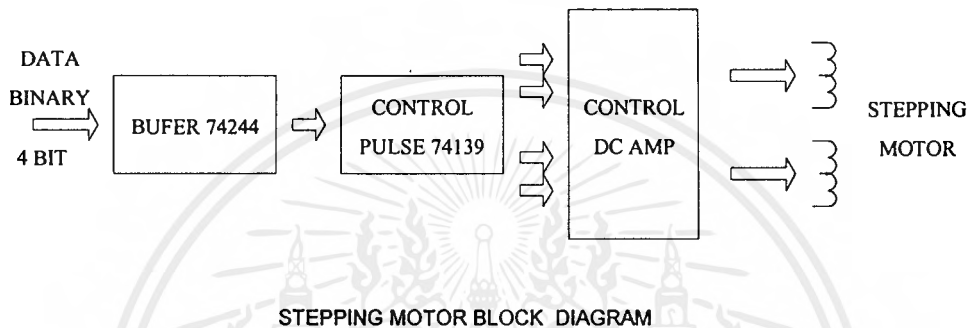 DATA
BINARY
4 BIT
BUFER 74244
CONTROL
PULSE 74139
CONTROL
DC AMP
STEPPING
MOTOR
STEPPING MOTOR BLOCK DIAGRAM